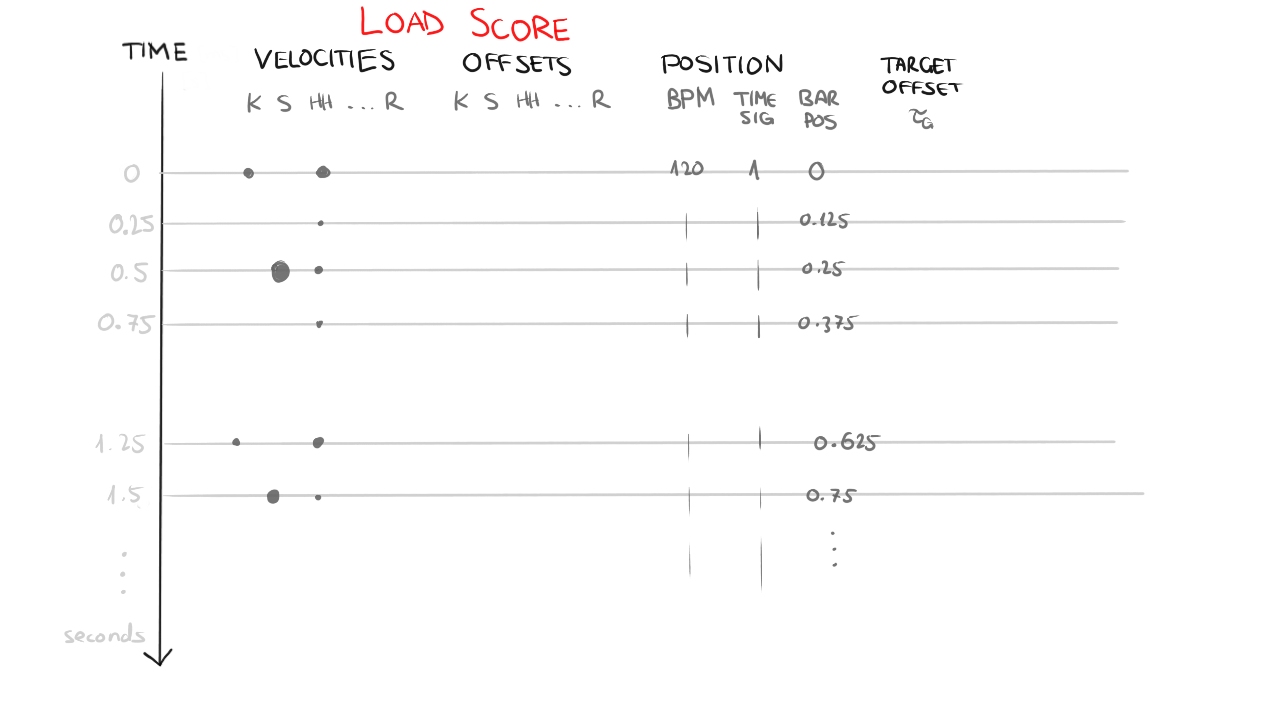 LOAD SCORE
TIME VELOCITIES OFFSETS POSITION TARGET OFFSET
K S HH ... R K S HH ... R BPM TIME SIG BAR POS τG
0 120 1 0
0.25 0.125
0.5 0.25
0.75 0.375
1.25 0.625
1.5 0.75
seconds